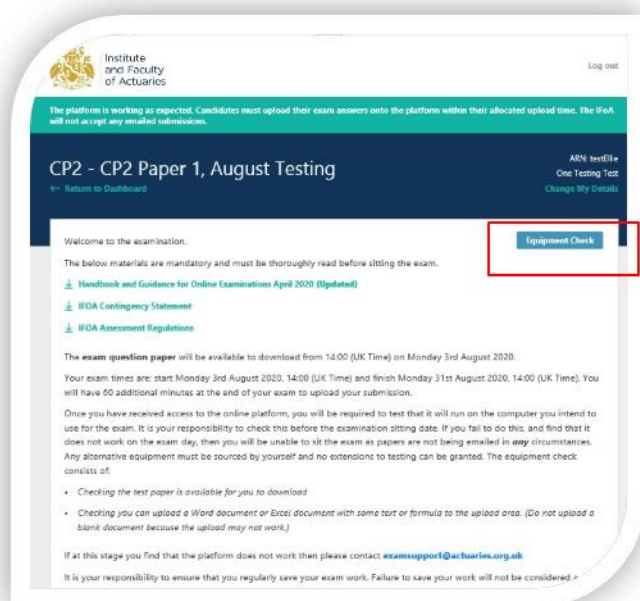 Institute
and Faculty
of Actuaries
Log out
The platform is working as expected. Candidates must upload their exam answers onto the platform within their allocated upload time. The IFoA
will not accept any emailed submissions.
CP2 - CP2 Paper 1, August Testing
ARN: testEllie
One Testing Test
← Return to Dashboard
Change My Details
Welcome to the examination.
Equipment Check
The below materials are mandatory and must be thoroughly read before sitting the exam.
Handbook and Guidance for Online Examinations April 2020 (Updated)
IFOA Contingency Statement
IFOA Assessment Regulations
The exam question paper will be available to download from 14:00 (UK Time) on Monday 3rd August 2020.
Your exam times are: start Monday 3rd August 2020, 14:00 (UK Time) and finish Monday 31st August 2020, 14:00 (UK Time). You
will have 60 additional minutes at the end of your exam to upload your submission.
Once you have received access to the online platform, you will be required to test that it will run on the computer you intend to
use for the exam. It is your responsibility to check this before the examination sitting date. If you fail to do this, and find that it
does not work on the exam day, then you will be unable to sit the exam as papers are not being emailed in any circumstances.
Any alternative equipment must be sourced by yourself and no extensions to testing can be granted. The equipment check
consists of:
• Checking the test paper is available for you to download
• Checking you can upload a Word document or Excel document with some text or formula to the upload area. (Do not upload a
blank document because the upload may not work.)
If at this stage you find that the platform does not work then please contact examsupport@actuaries.org.uk
It is your responsibility to ensure that you regularly save your exam work. Failure to save your work will not be considered